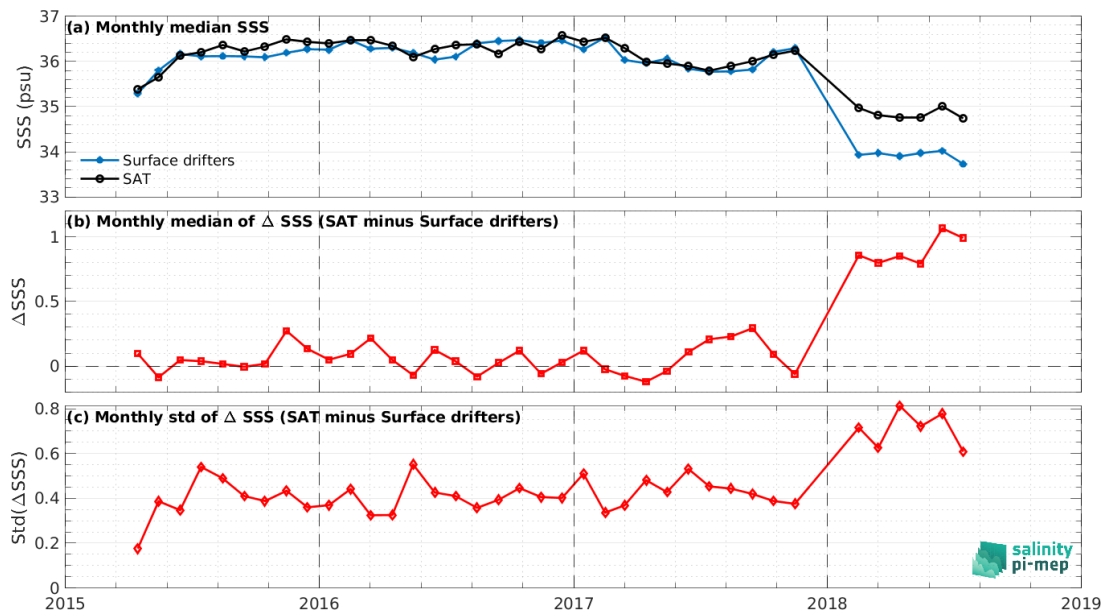 (a) Monthly median SSS
37
36
35
34
33
SSS (psu)
Surface drifters
SAT
(b) Monthly median of Δ SSS (SAT minus Surface drifters)
1
0.5
0
ΔSSS
(c) Monthly std of Δ SSS (SAT minus Surface drifters)
0.8
0.6
0.4
0.2
0
Std(ΔSSS)
salinity
pi-mep
2015 2016 2017 2018 2019